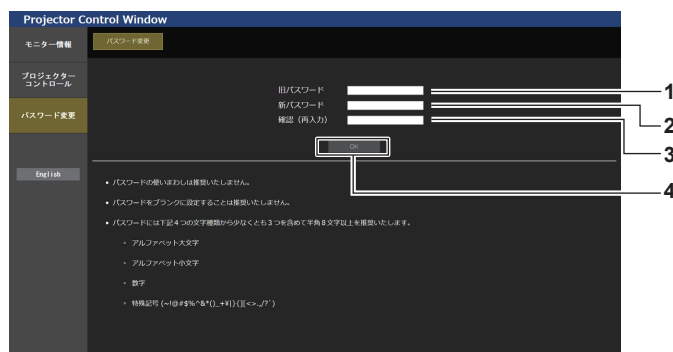 Projector Control Window
モニター情報
パスワード変更
プロジェクター
コントロール
パスワード変更
English
旧パスワード
1
新パスワード
2
確認（再入力）
3
OK
4
• パスワードの使いまわしは推奨いたしません。
• パスワードをブランクに設定することは推奨いたしません。
• パスワードには下記４つの文字種類から少なくとも３つを含めて半角８文字以上を推奨いたします。
◦ アルファベット大文字
◦ アルファベット小文字
◦ 数字
◦ 特殊記号 (~!@#$%^&*()_+¥|}{][<>.,/?`)